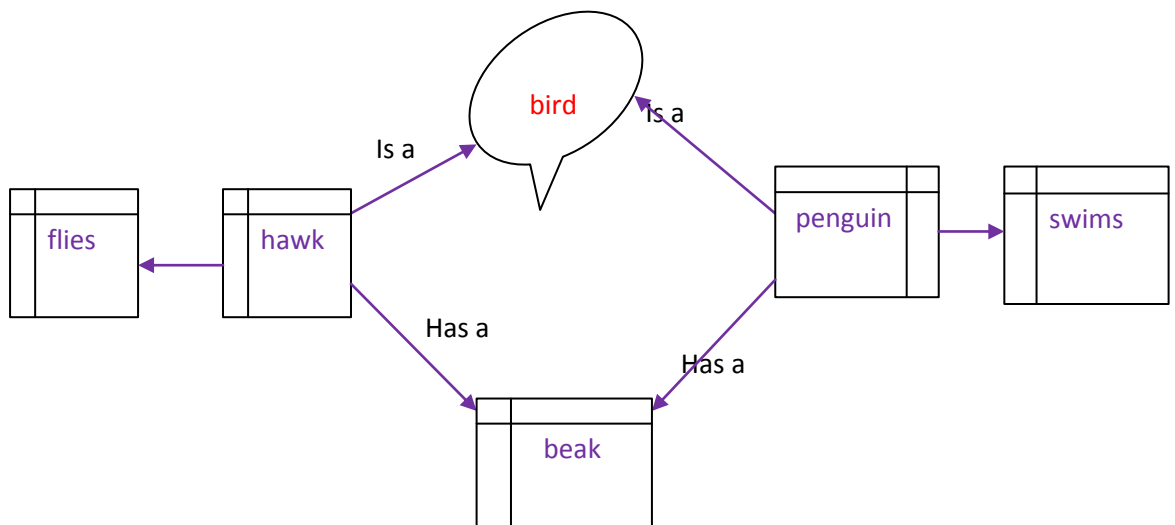 bird
Is a
is a
flies
hawk
penguin
swims
Has a
Has a
beak